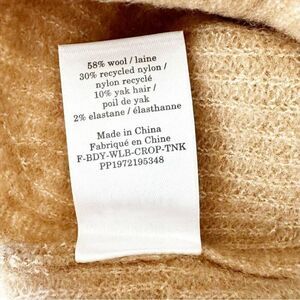 58% wool / laine
30% recycled nylon /
nylon recyclé
10% yak hair /
poil de yak
2% elastane / élasthanne
Made in China
Fabriqué en Chine
F-BDY-WLB-CROP-TNK
PP1972195348